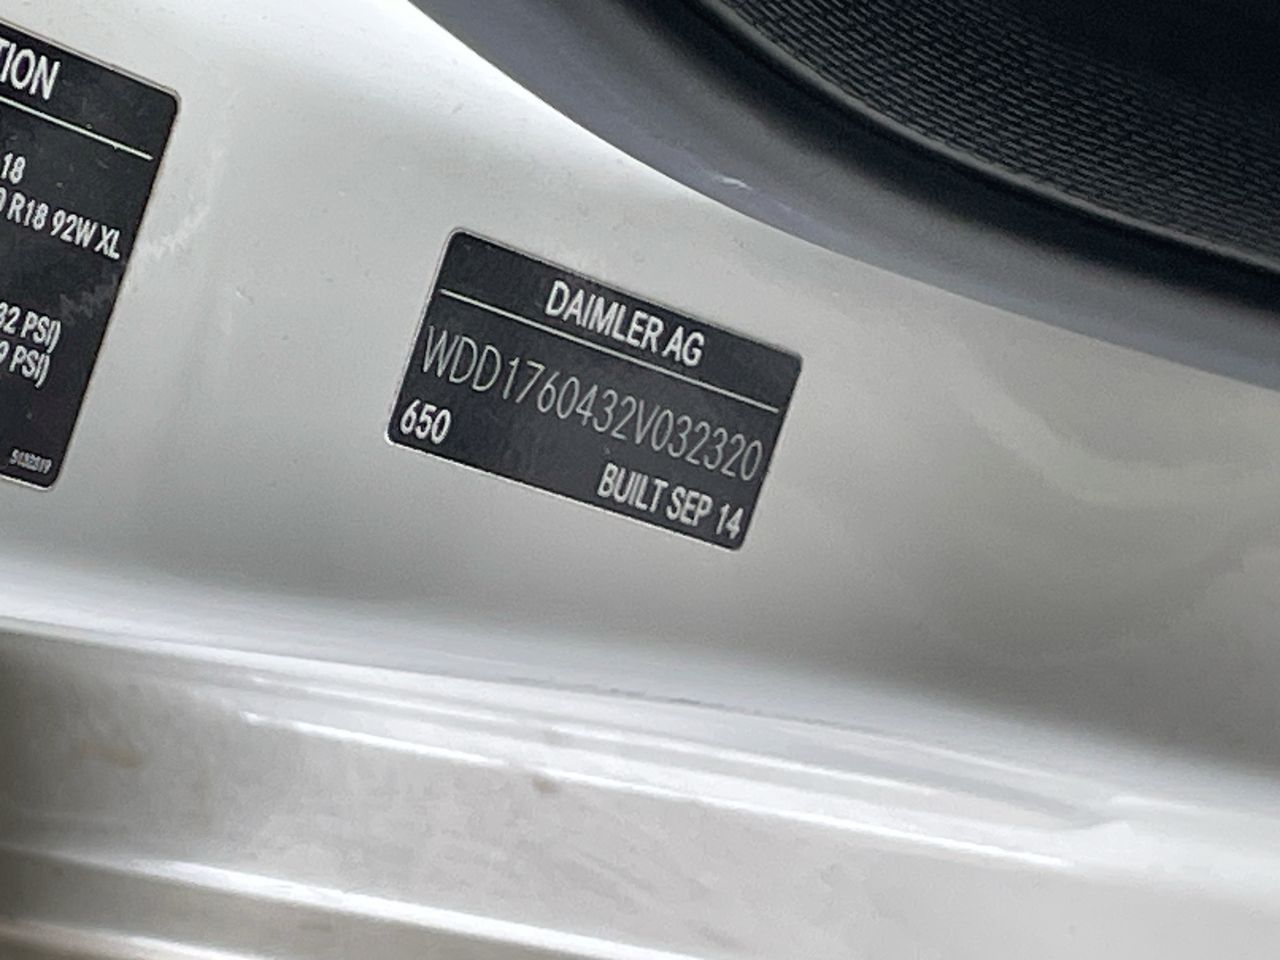 TION
18
R18 92W XL
32 PSI)
9 PSI)
DAIMLER AG
WDD1760432V032320
650
BUILT SEP 14